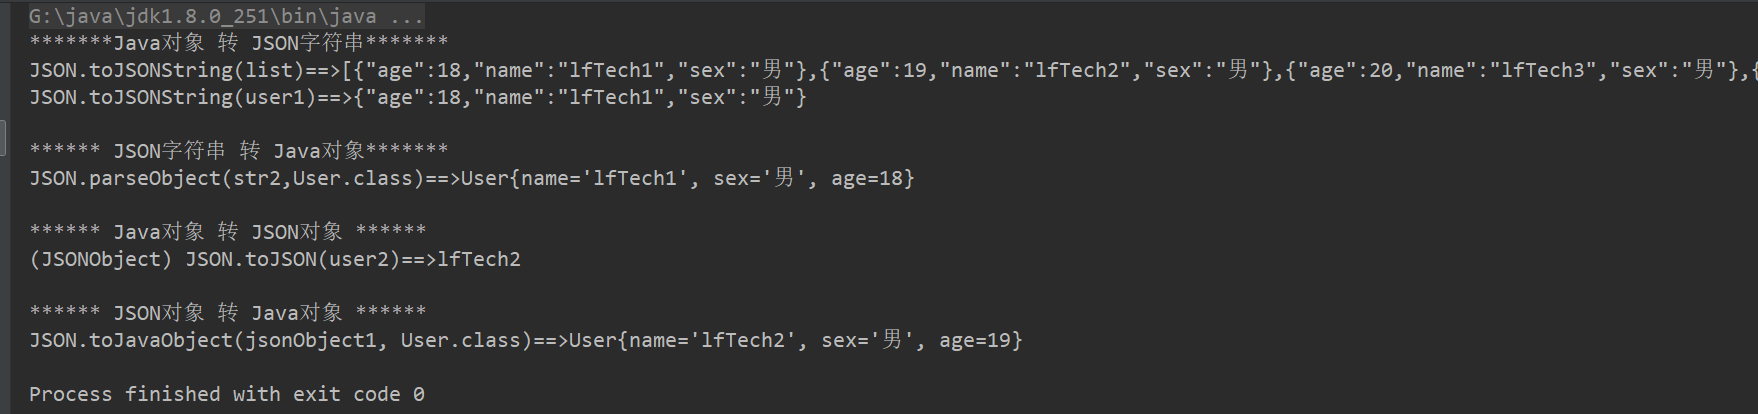 G:\java\jdk1.8.0_251\bin\java ...
*******Java对象 转 JSON字符串*******
JSON.toJSONString(list)==>[{"age":18,"name":"lfTech1","sex":"男"},{"age":19,"name":"lfTech2","sex":"男"},{"age":20,"name":"lfTech3","sex":"男"},{
JSON.toJSONString(user1)==>{"age":18,"name":"lfTech1","sex":"男"}
****** JSON字符串 转 Java对象*******
JSON.parseObject(str2,User.class)==>User{name='lfTech1', sex='男', age=18}
****** Java对象 转 JSON对象 ******
(JSONObject) JSON.toJSON(user2)==>lfTech2
****** JSON对象 转 Java对象 ******
JSON.toJavaObject(jsonObject1, User.class)==>User{name='lfTech2', sex='男', age=19}
Process finished with exit code 0